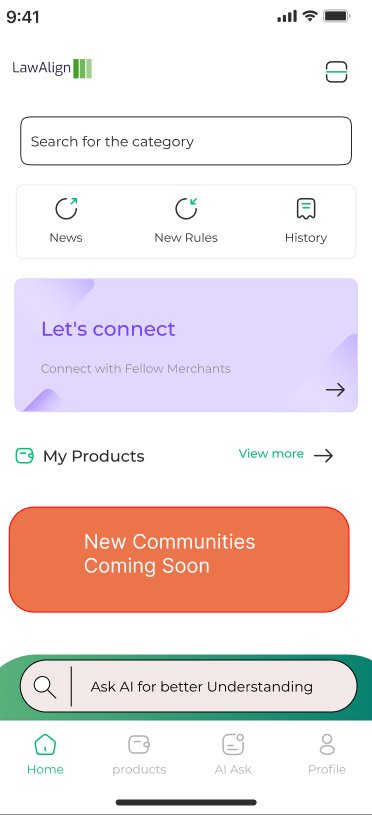 9:41
LawAlign
Search for the category
News
New Rules
History
Let's connect
Connect with Fellow Merchants
My Products
View more
New Communities
Coming Soon
Ask AI for better Understanding
Home
products
AI Ask
Profile